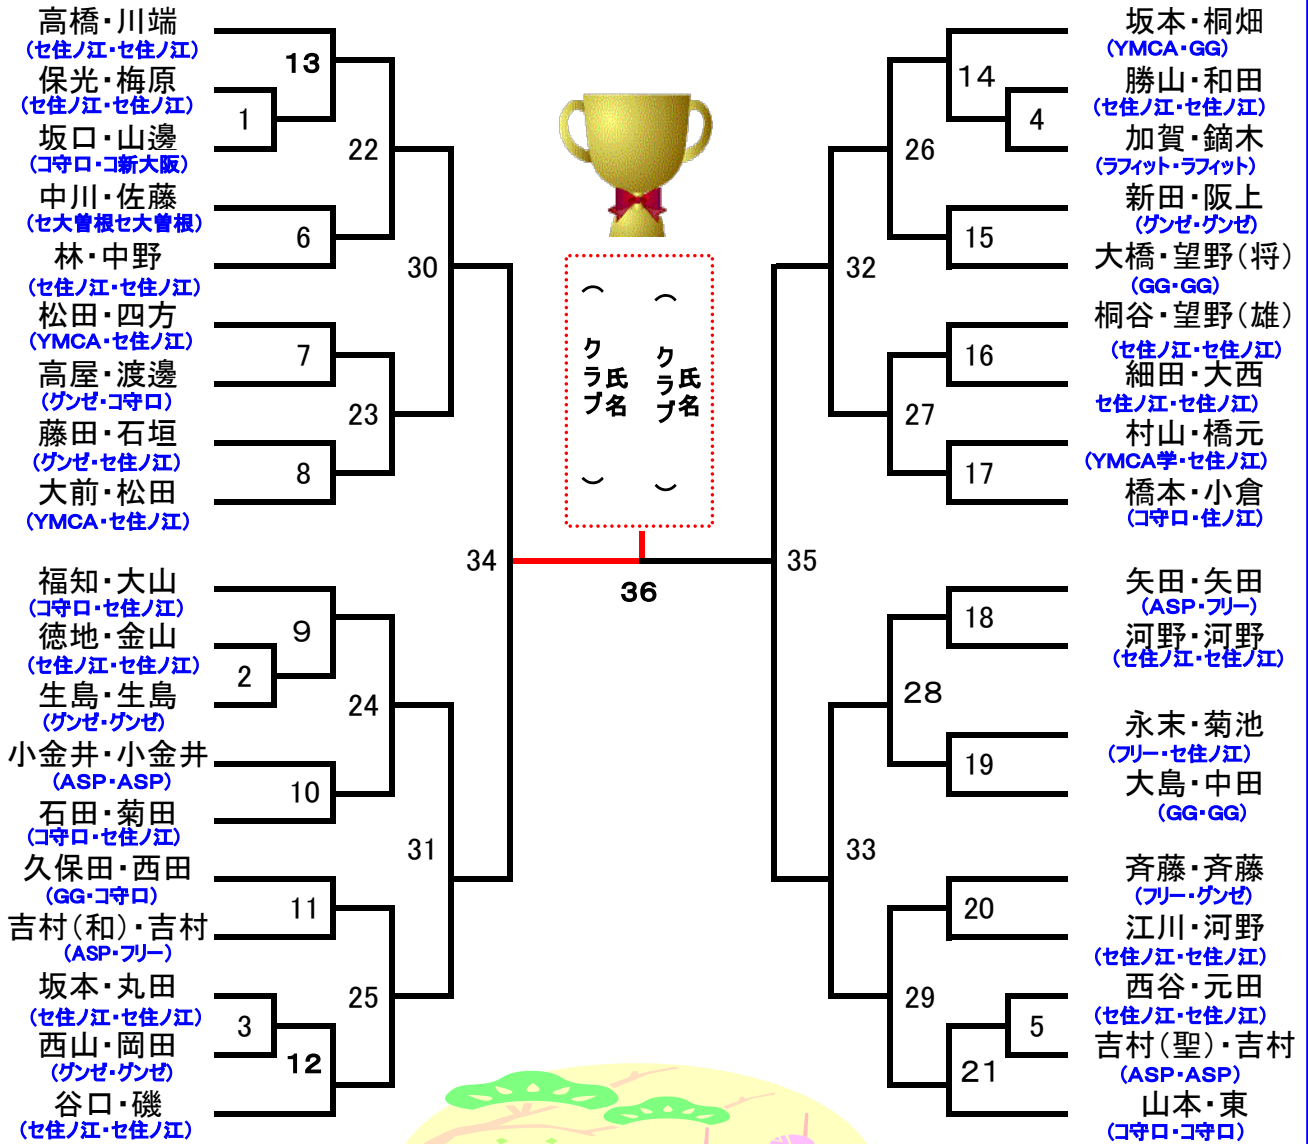 高橋・川端
(セ住ノ江・セ住ノ江)
13
保光・梅原
(セ住ノ江・セ住ノ江)
1
坂口・山邊
(コ守口・コ新大阪)
22
中川・佐藤
(セ大曽根セ大曽根)
6
林・中野
(セ住ノ江・セ住ノ江)
30
松田・四方
(YMCA・セ住ノ江)
7
高屋・渡邊
(グンゼ・コ守口)
23
藤田・石垣
(グンゼ・セ住ノ江)
8
大前・松田
(YMCA・セ住ノ江)
34
福知・大山
(コ守口・セ住ノ江)
9
徳地・金山
(セ住ノ江・セ住ノ江)
2
生島・生島
(グンゼ・グンゼ)
24
小金井・小金井
(ASP・ASP)
10
石田・菊田
(コ守口・セ住ノ江)
31
久保田・西田
(GG・コ守口)
11
吉村(和)・吉村
(ASP・フリー)
25
坂本・丸田
(セ住ノ江・セ住ノ江)
3
西山・岡田
(グンゼ・グンゼ)
12
谷口・磯
(セ住ノ江・セ住ノ江)
氏名
(クラブ)
氏名
(クラブ)
36
坂本・桐畑
(YMCA・GG)
14
勝山・和田
(セ住ノ江・セ住ノ江)
4
加賀・鏑木
(ラフィット・ラフィット)
26
新田・阪上
(グンゼ・グンゼ)
15
大橋・望野(将)
(GG・GG)
32
桐谷・望野(雄)
(セ住ノ江・セ住ノ江)
16
細田・大西
セ住ノ江・セ住ノ江)
27
村山・橋元
(YMCA学・セ住ノ江)
17
橋本・小倉
(コ守口・住ノ江)
35
矢田・矢田
(ASP・フリー)
18
河野・河野
(セ住ノ江・セ住ノ江)
28
永末・菊池
(フリー・セ住ノ江)
19
大島・中田
(GG・GG)
33
斉藤・斉藤
(フリー・グンゼ)
20
江川・河野
(セ住ノ江・セ住ノ江)
29
西谷・元田
(セ住ノ江・セ住ノ江)
5
吉村(聖)・吉村
(ASP・ASP)
21
山本・東
(コ守口・コ守口)